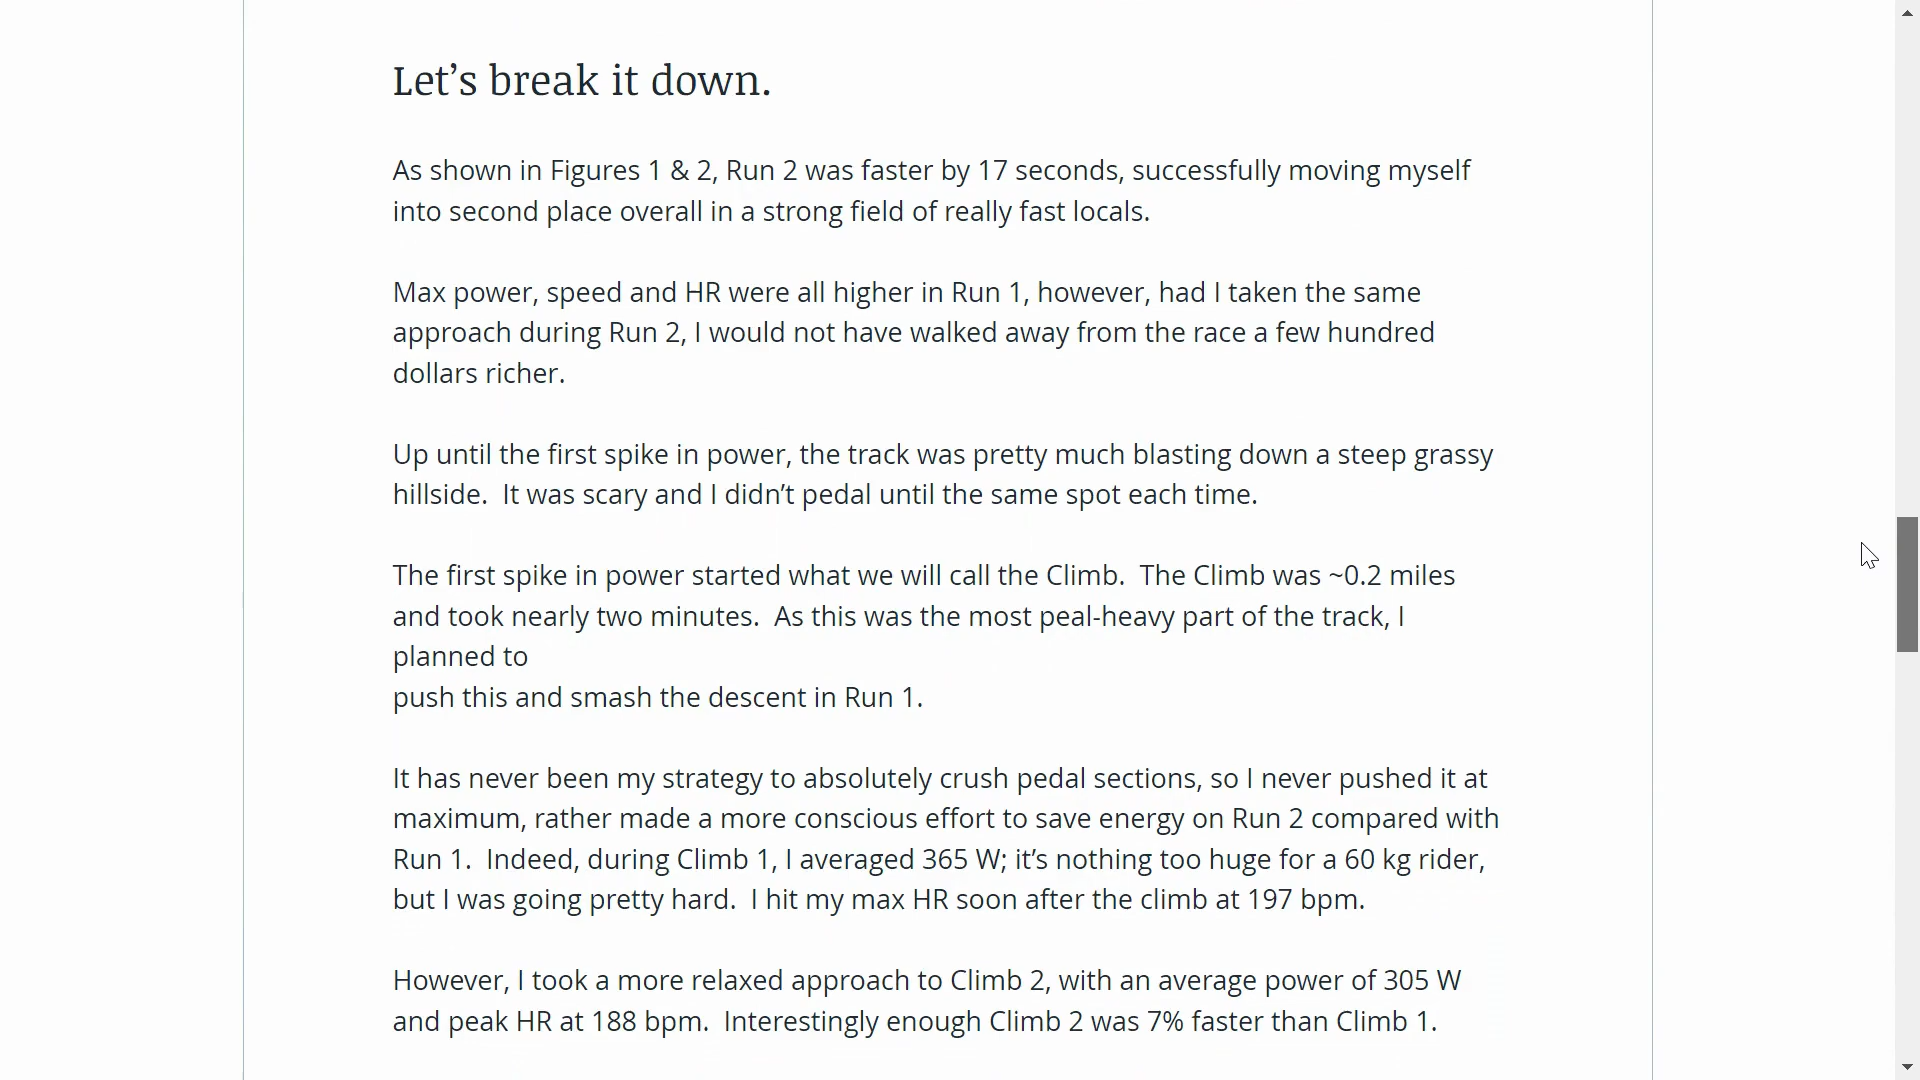 Let’s break it down.
As shown in Figures 1 & 2, Run 2 was faster by 17 seconds, successfully moving myself
into second place overall in a strong field of really fast locals.
Max power, speed and HR were all higher in Run 1, however, had I taken the same
approach during Run 2, I would not have walked away from the race a few hundred
dollars richer.
Up until the first spike in power, the track was pretty much blasting down a steep grassy
hillside.  It was scary and I didn’t pedal until the same spot each time.
The first spike in power started what we will call the Climb.  The Climb was ~0.2 miles
and took nearly two minutes.  As this was the most peal-heavy part of the track, I
planned to
push this and smash the descent in Run 1.
It has never been my strategy to absolutely crush pedal sections, so I never pushed it at
maximum, rather made a more conscious effort to save energy on Run 2 compared with
Run 1.  Indeed, during Climb 1, I averaged 365 W; it’s nothing too huge for a 60 kg rider,
but I was going pretty hard.  I hit my max HR soon after the climb at 197 bpm.
However, I took a more relaxed approach to Climb 2, with an average power of 305 W
and peak HR at 188 bpm.  Interestingly enough Climb 2 was 7% faster than Climb 1.